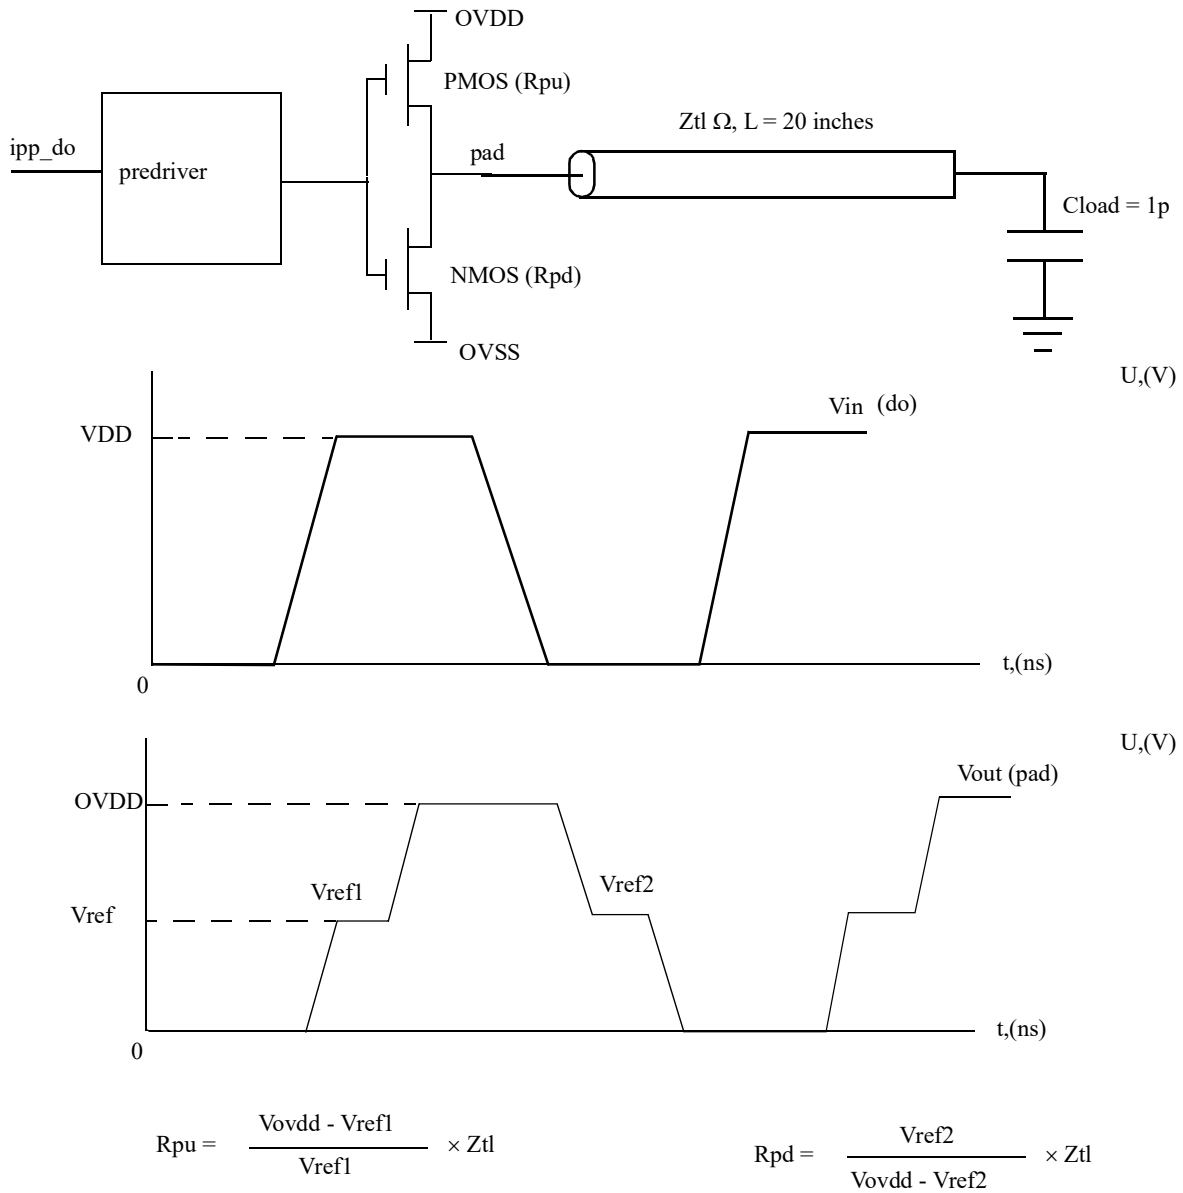 OVDD
PMOS (Rpu)
Ztl Ω, L = 20 inches
ipp_do
predriver
pad
Cload = 1p
NMOS (Rpd)
OVSS
U,(V)
Vin (do)
VDD
t,(ns)
0
U,(V)
Vout (pad)
OVDD
Vref1
Vref2
Vref
t,(ns)
0
Rpu = Vovdd - Vref1 / Vref1 × Ztl
Rpd = Vref2 / Vovdd - Vref2 × Ztl